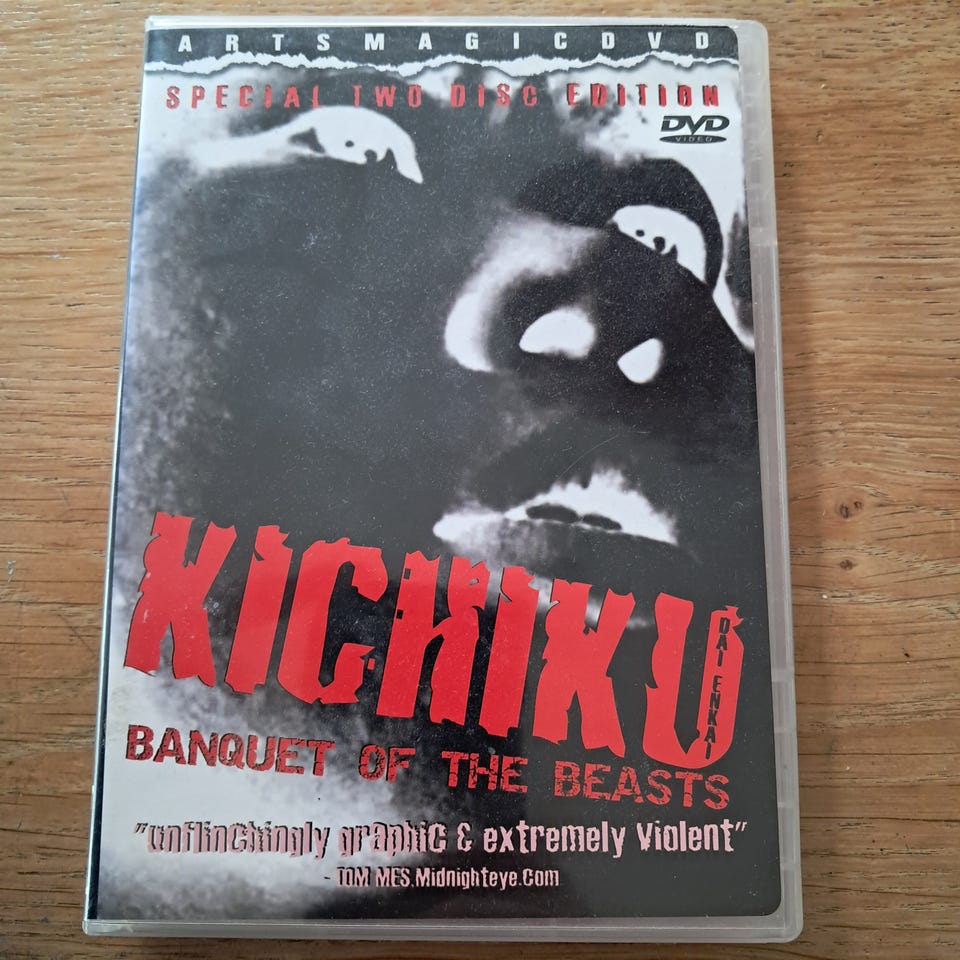 ARTSMAGICDVD
SPECIAL TWO DISC EDITION
DVD
VIDEO
KICHIKU
DAI ENKAI
BANQUET OF THE BEASTS
"unflinchingly graphic & extremely violent"
- TOM MES.Midnighteye.Com